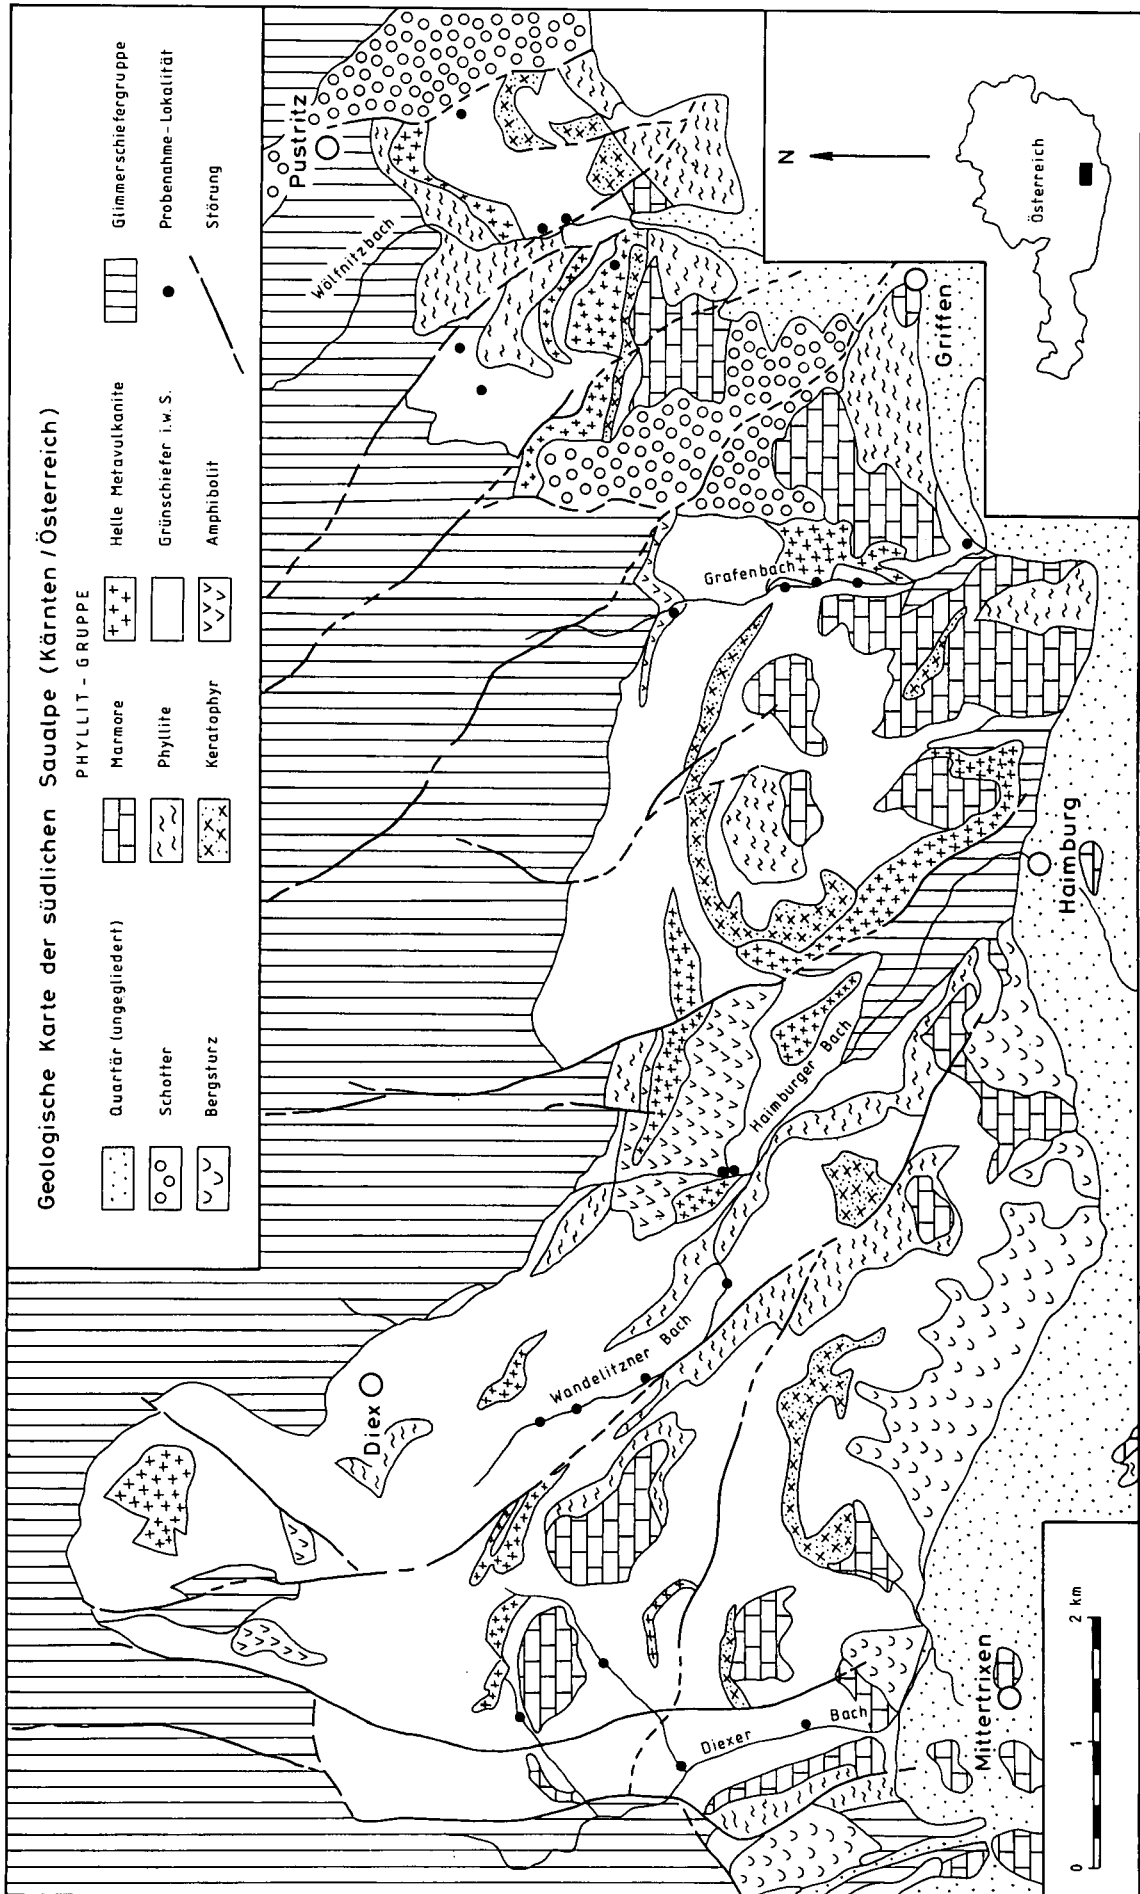 Geologische Karte der südlichen Saualpe (Kärnten / Österreich)
PHYLLIT - GRUPPE
Quartär (ungegliedert)
Marmore
Helle Metavulkanite
Glimmerschiefergruppe
Schotter
Phyllite
Grünschiefer i.w.S.
Probenahme - Lokalität
Bergsturz
Keratophyr
Amphibolit
Störung
Pustritz
Wölfnitzbach
Diex
Wandelitzner Bach
Haimburger Bach
Grafenbach
Griffen
Diexer Bach
Haimburg
Mittertrixen
N
Österreich
0 1 2 km